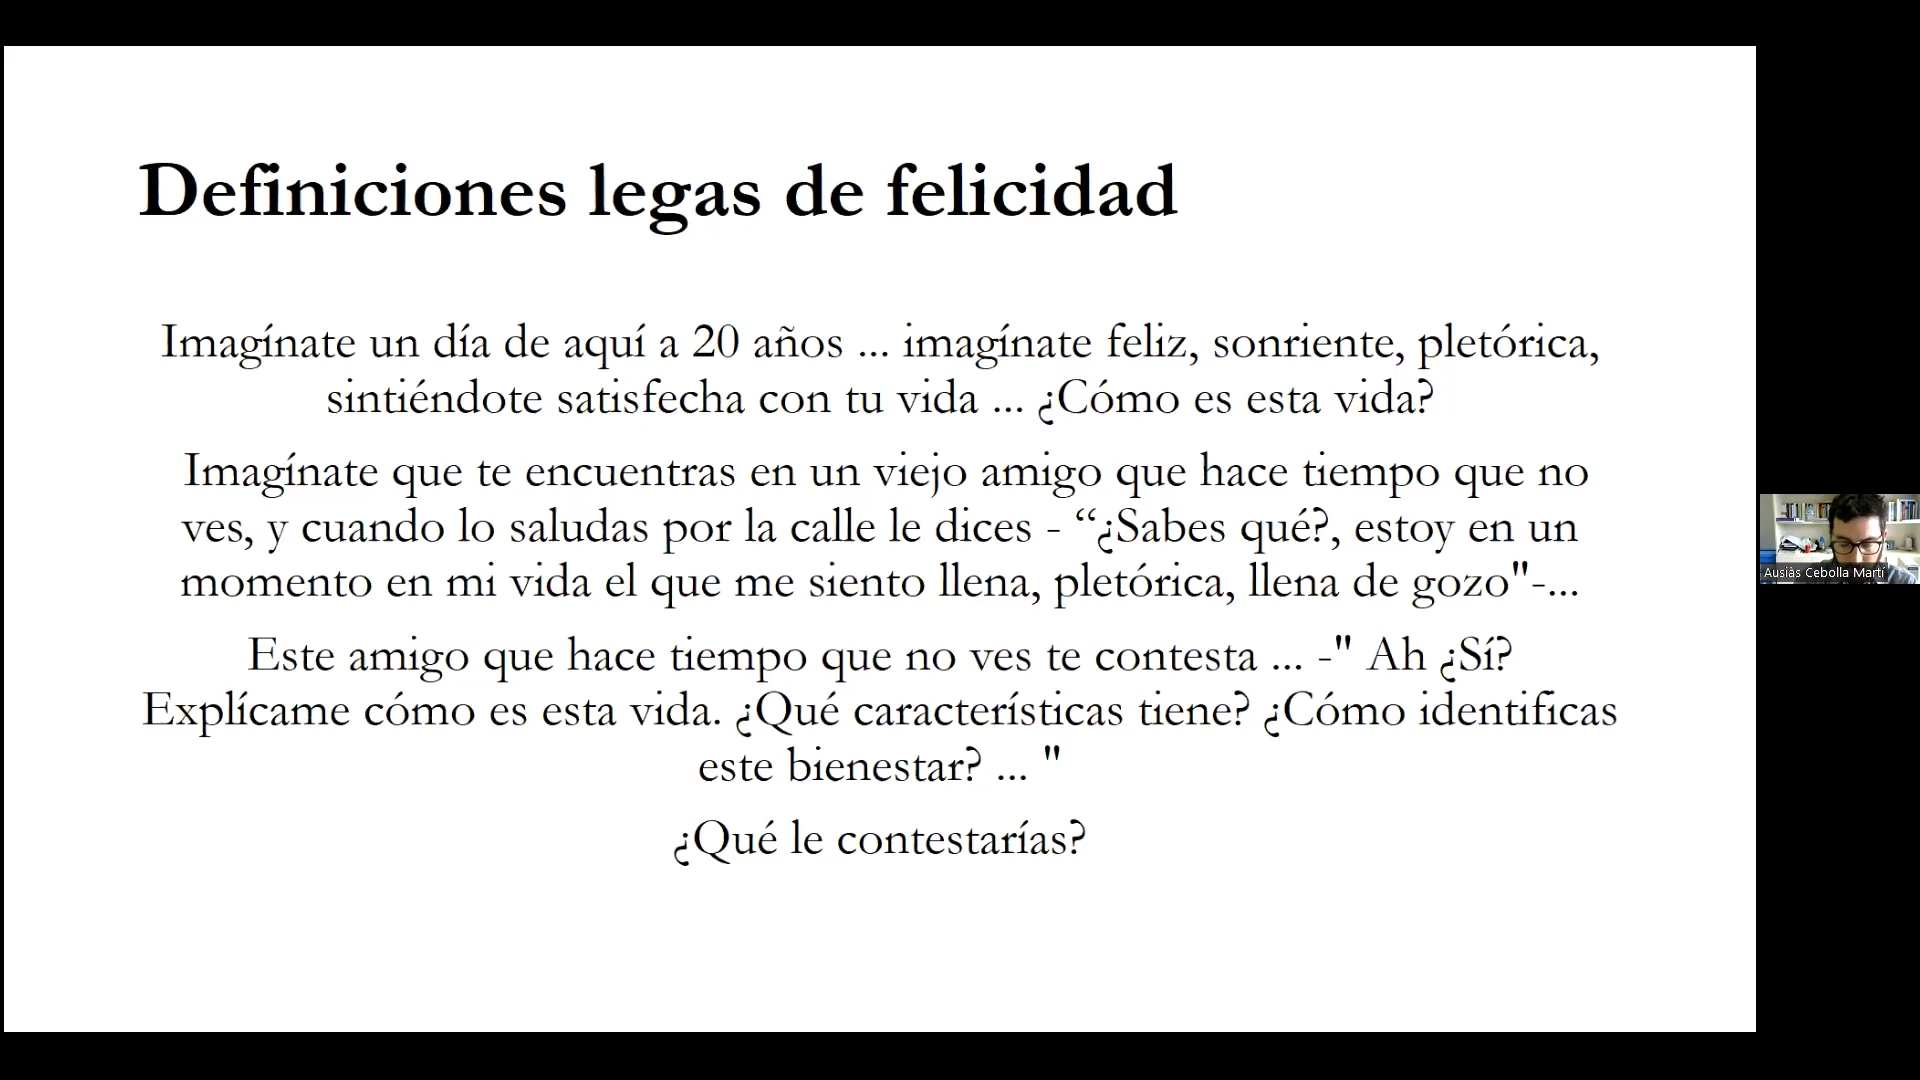 Definiciones legas de felicidad
Imagínate un día de aquí a 20 años ... imagínate feliz, sonriente, pletórica,
sintiéndote satisfecha con tu vida ... ¿Cómo es esta vida?
Imagínate que te encuentras en un viejo amigo que hace tiempo que no
ves, y cuando lo saludas por la calle le dices - “¿Sabes qué?, estoy en un
momento en mi vida el que me siento llena, pletórica, llena de gozo"-...
Este amigo que hace tiempo que no ves te contesta ... -" Ah ¿Sí?
Explícame cómo es esta vida. ¿Qué características tiene? ¿Cómo identificas
este bienestar? ... "
¿Qué le contestarías?
Ausiàs Cebolla Martí